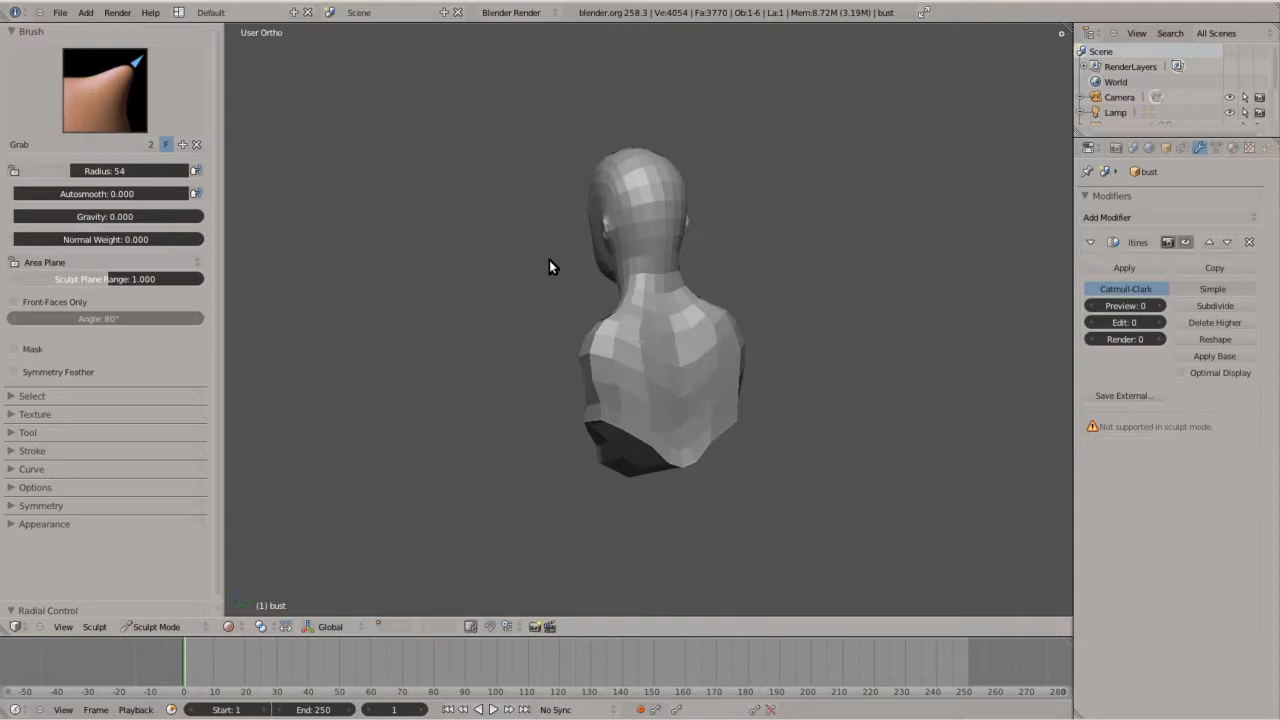 File Add Render Help Default Scene Blender Render blender.org 258.3 | Ve:4054 | Fa:3770 | Ob:1-6 | La:1 | Mem:8.72M (3.19M) | bust
Brush
Grab 2 F
Radius: 54
Autosmooth: 0.000
Gravity: 0.000
Normal Weight: 0.000
Area Plane
Sculpt Plane Range: 1.000
Front-Faces Only
Angle: 80°
Mask
Symmetry Feather
Select
Texture
Tool
Stroke
Curve
Options
Symmetry
Appearance
Radial Control
User Ortho
(1) bust
View Sculpt Sculpt Mode Global
View Search All Scenes
Scene
RenderLayers
World
Camera
Lamp
bust
Modifiers
Add Modifier
ltires
Apply Copy
Catmull-Clark Simple
Preview: 0 Subdivide
Edit: 0 Delete Higher
Render: 0 Reshape
Apply Base
Optimal Display
Save External...
Not supported in sculpt mode.
-50 -40 -30 -20 -10 0 10 20 30 40 50 60 70 80 90 100 110 120 130 140 150 160 170 180 190 200 210 220 230 240 250 260 270 280
View Frame Playback Start: 1 End: 250 1 No Sync